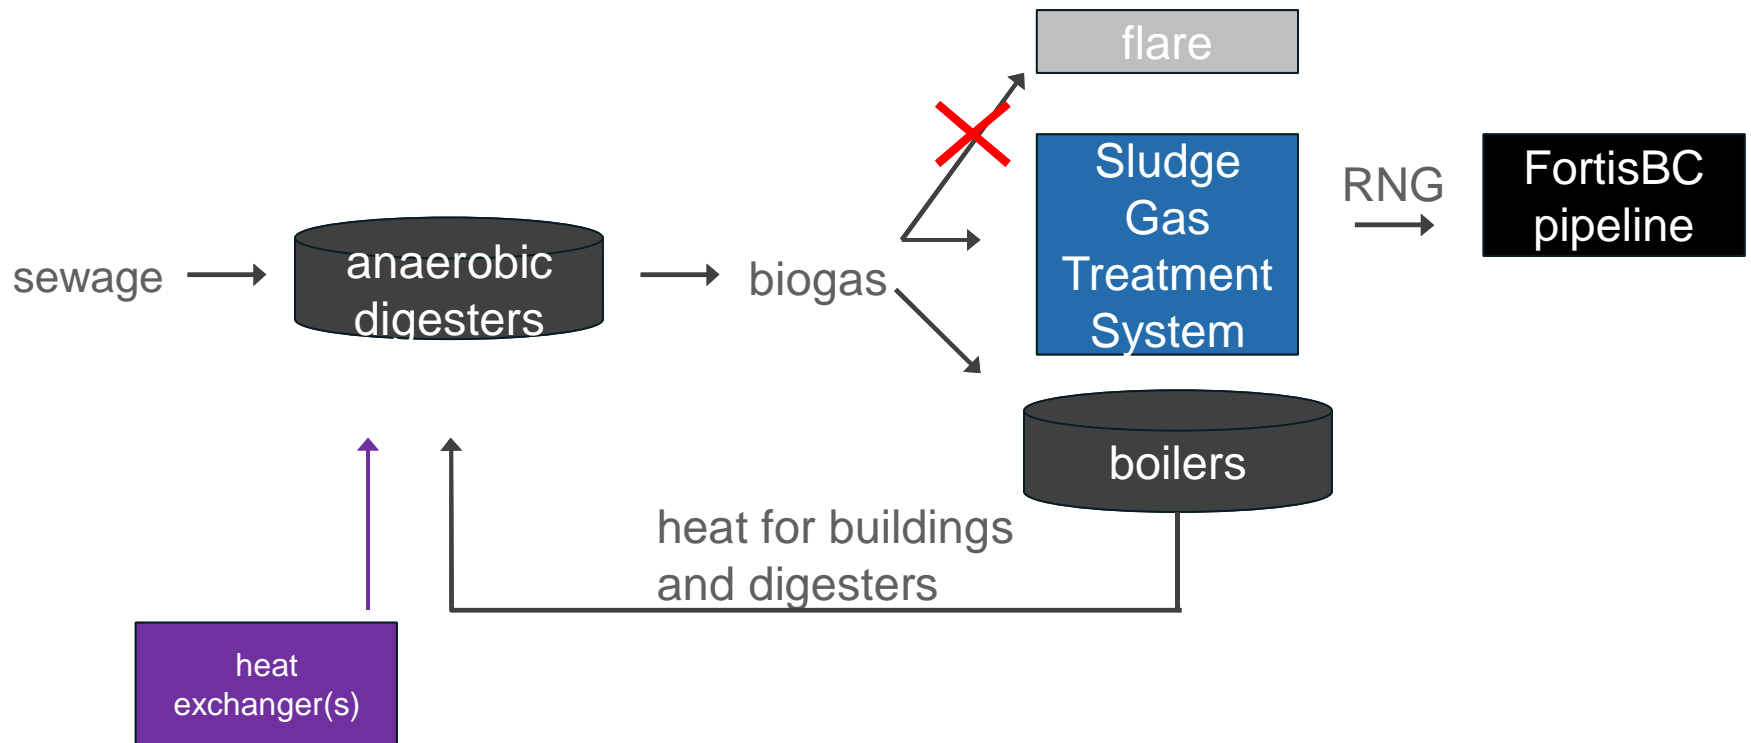 flare
Sludge
Gas
Treatment
System
RNG
FortisBC
pipeline
sewage
anaerobic
digesters
biogas
boilers
heat for buildings
and digesters
heat
exchanger(s)